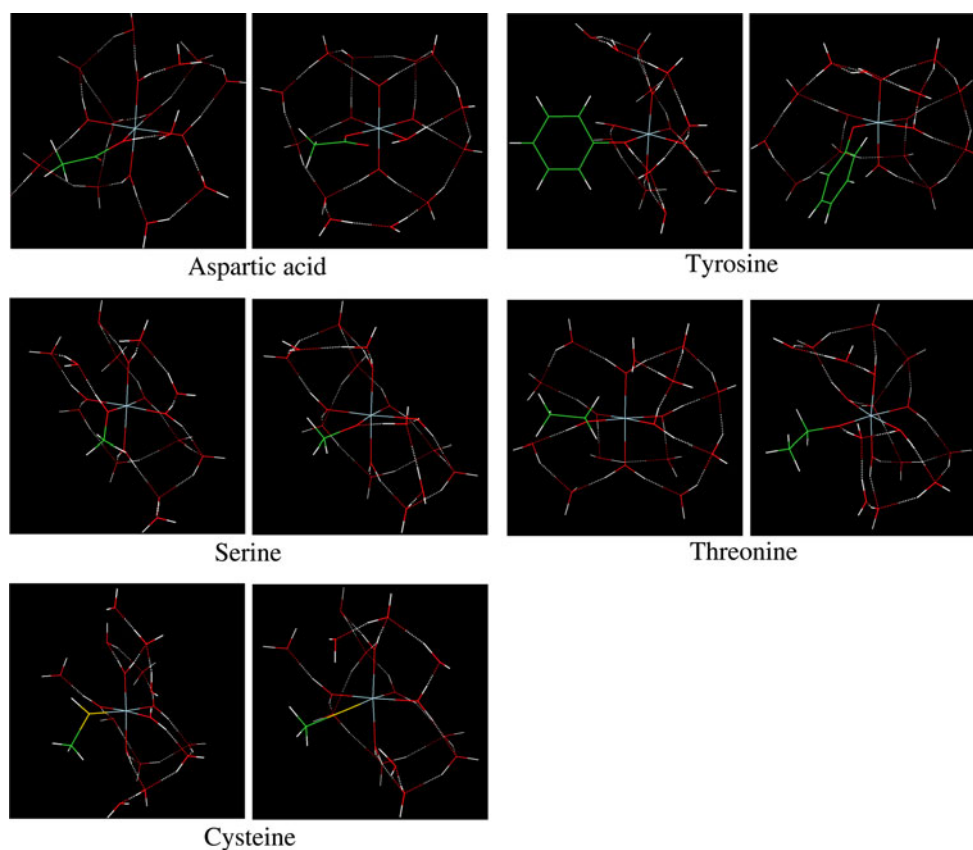 Aspartic acid
Tyrosine
Serine
Threonine
Cysteine